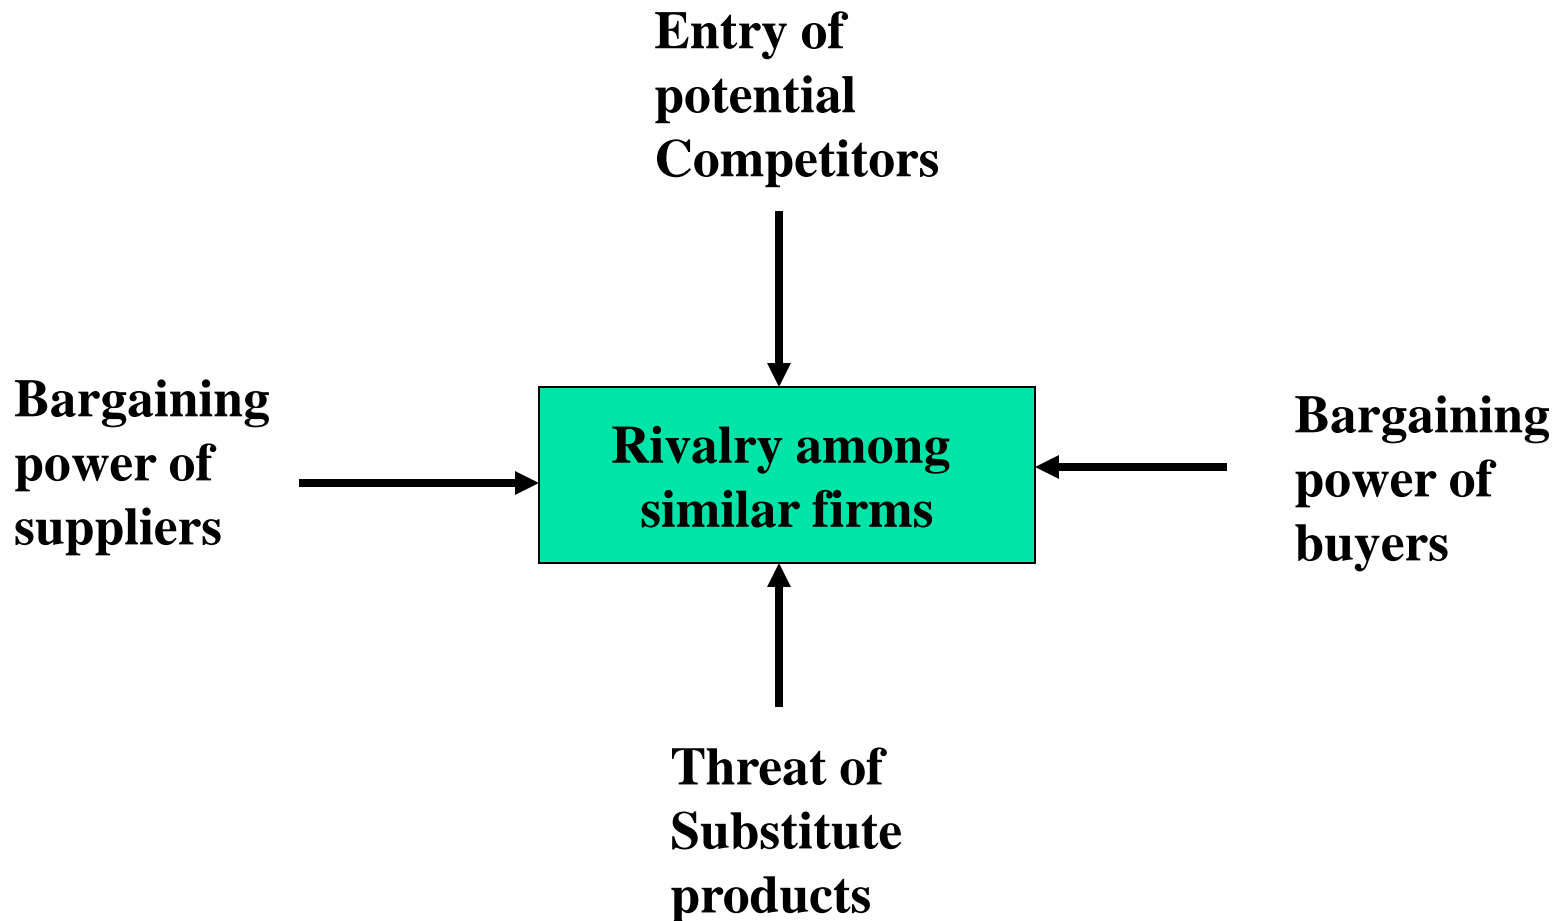 Entry of
potential
Competitors
Bargaining
power of
suppliers
Rivalry among
similar firms
Bargaining
power of
buyers
Threat of
Substitute
products